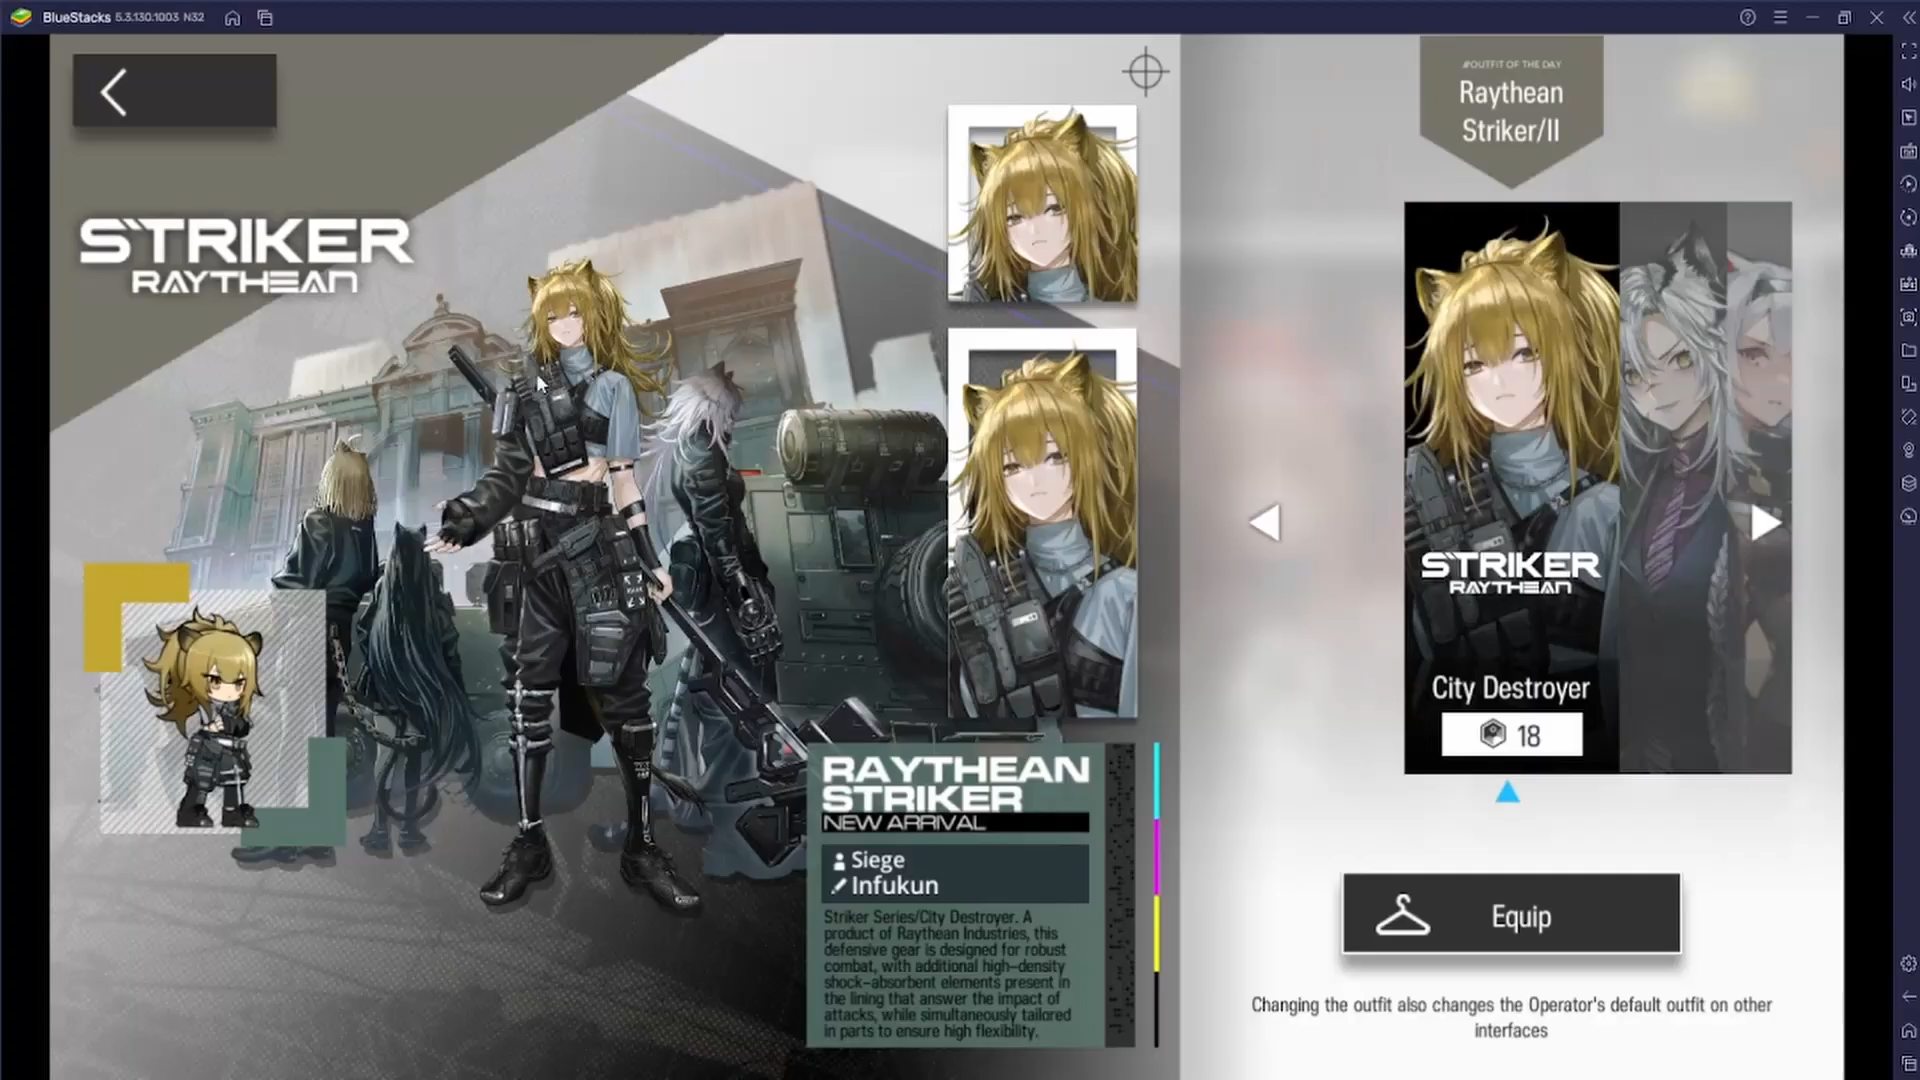 BlueStacks 5.3.130.1003 N32
STRIKER
RAYTHEAN
RAYTHEAN
STRIKER
NEW ARRIVAL
Siege
Infukun
Striker Series/City Destroyer. A
product of Raythean Industries, this
defensive gear is designed for robust
combat, with additional high-density
shock-absorbent elements present in
the lining that answer the impact of
attacks, while simultaneously tailored
in parts to ensure high flexibility.
#OUTFIT OF THE DAY
Raythean
Striker/II
STRIKER
RAYTHEAN
City Destroyer
18
Equip
Changing the outfit also changes the Operator's default outfit on other
interfaces